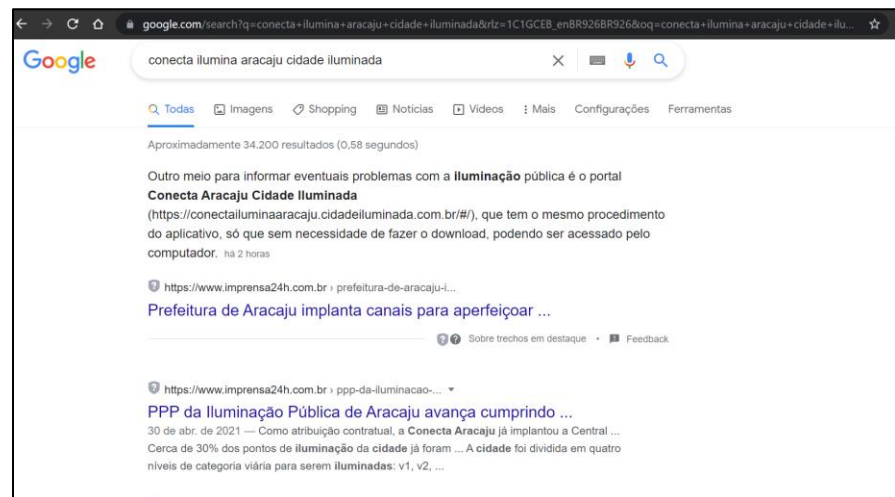 google.com/search?q=conecta+ilumina+aracaju+cidade+iluminada&rlz=1C1GCEB_enBR926BR926&oq=conecta+ilumina+aracaju+cidade+ilu...
Google
conecta ilumina aracaju cidade iluminada
Todas Imagens Shopping Notícias Vídeos Mais Configurações Ferramentas
Aproximadamente 34.200 resultados (0,58 segundos)
Outro meio para informar eventuais problemas com a iluminação pública é o portal
Conecta Aracaju Cidade Iluminada
(https://conectailuminaaracaju.cidadeiluminada.com.br/#/), que tem o mesmo procedimento
do aplicativo, só que sem necessidade de fazer o download, podendo ser acessado pelo
computador. há 2 horas
https://www.imprensa24h.com.br › prefeitura-de-aracaju-i...
Prefeitura de Aracaju implanta canais para aperfeiçoar ...
Sobre trechos em destaque • Feedback
https://www.imprensa24h.com.br › ppp-da-iluminacao-...
PPP da Iluminação Pública de Aracaju avança cumprindo ...
30 de abr. de 2021 — Como atribuição contratual, a Conecta Aracaju já implantou a Central ...
Cerca de 30% dos pontos de iluminação da cidade já foram ... A cidade foi dividida em quatro
níveis de categoria viária para serem iluminadas: v1, v2, ...